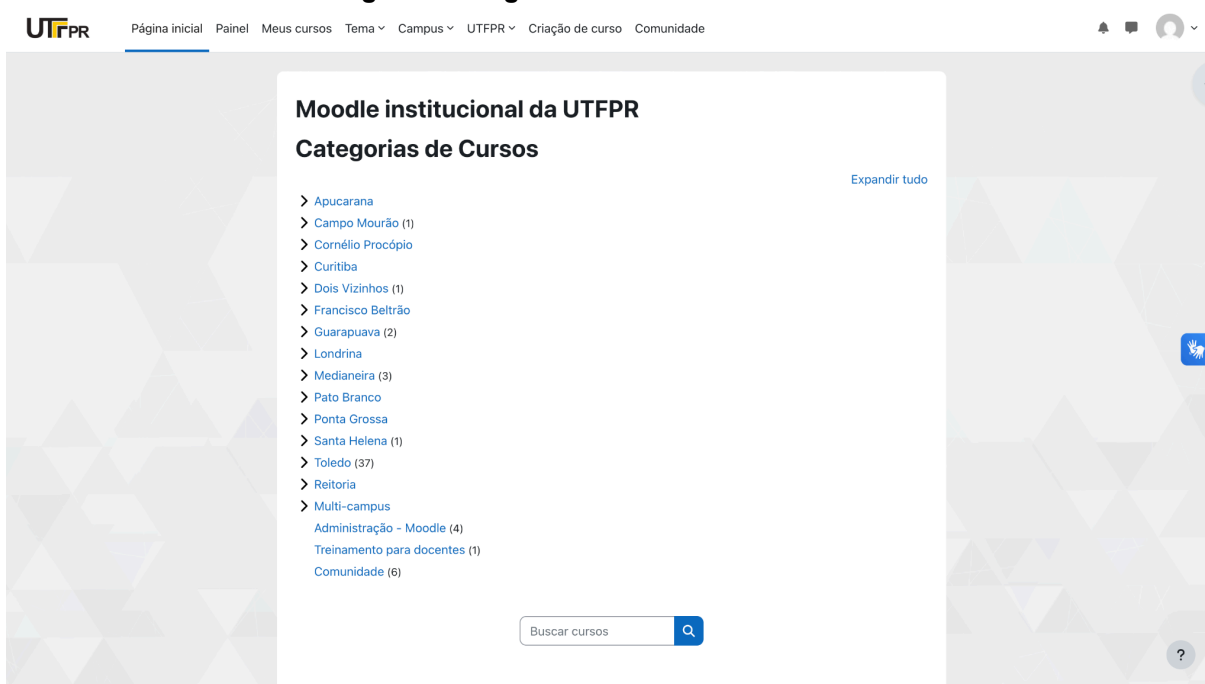 UTFPR
Página inicial Painel Meus cursos Tema Campus UTFPR Criação de curso Comunidade
Moodle institucional da UTFPR
Categorias de Cursos
Expandir tudo
Apucarana
Campo Mourão (1)
Cornélio Procópio
Curitiba
Dois Vizinhos (1)
Francisco Beltrão
Guarapuava (2)
Londrina
Medianeira (3)
Pato Branco
Ponta Grossa
Santa Helena (1)
Toledo (37)
Reitoria
Multi-campus
Administração - Moodle (4)
Treinamento para docentes (1)
Comunidade (6)
Buscar cursos
?